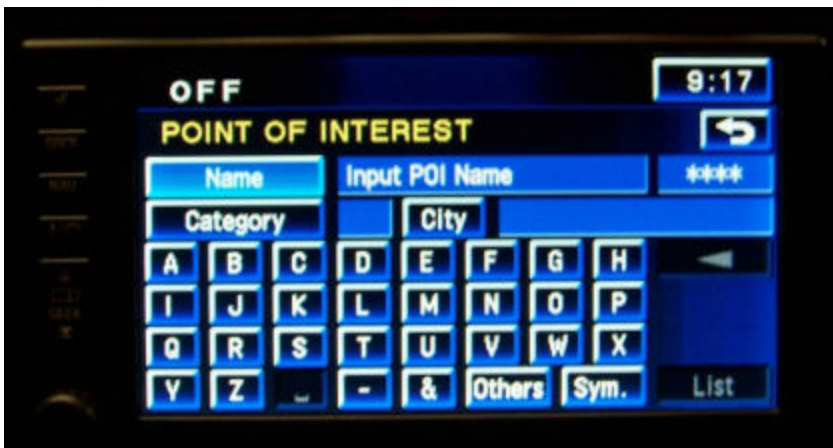 OFF 9:17
POINT OF INTEREST
Name Input POI Name ****
Category City
A B C D E F G H
I J K L M N O P
Q R S T U V W X
Y Z - & Others Sym. List